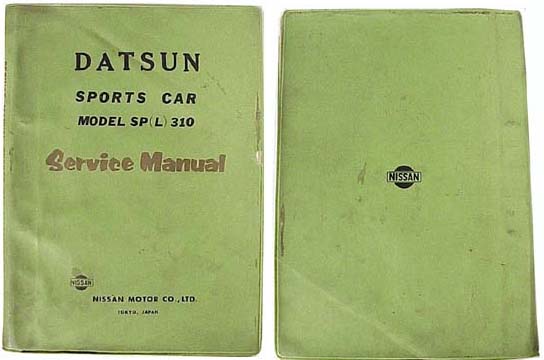 DATSUN
SPORTS CAR
MODEL SP(L) 310
Service Manual
NISSAN
NISSAN MOTOR CO., LTD.
TOKYO, JAPAN
NISSAN